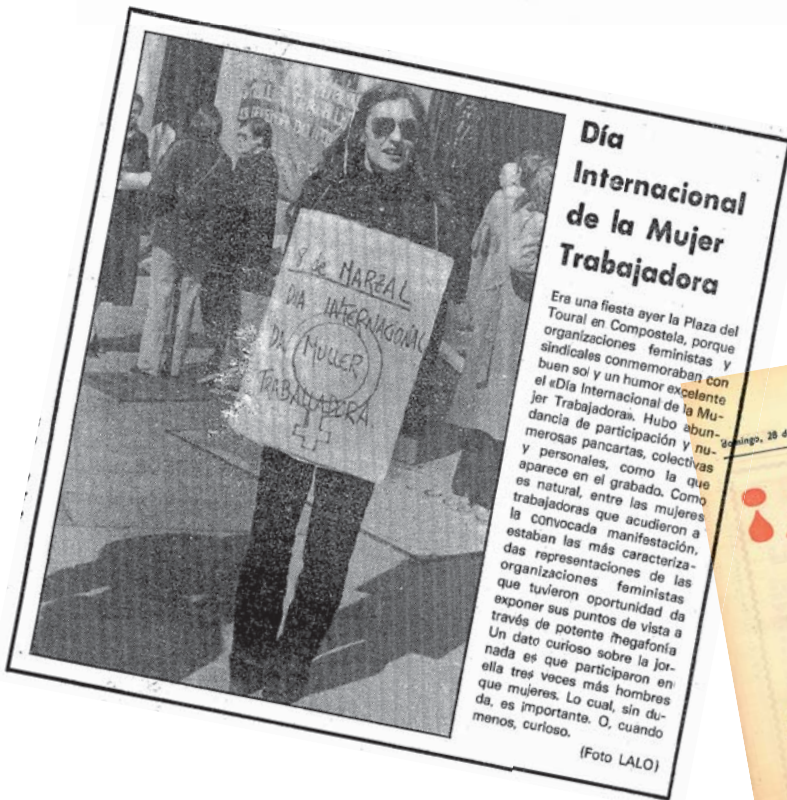 8 de MARZAL
DIA INTERNACIONAL
DA MULLER
TRABALLADORA
Día
Internacional
de la Mujer
Trabajadora
Era una fiesta ayer la Plaza del
Toural en Compostela, porque
organizaciones feministas y
sindicales conmemoraban con
buen sol y un humor excelente
el «Día Internacional de la Mu-
jer Trabajadora». Hubo abun-
dancia de participación y nu-
merosas pancartas, colectivas
y personales, como la que
aparece en el grabado. Como
es natural, entre las mujeres
trabajadoras que acudieron a
la convocada manifestación,
estaban las más caracteriza-
das representaciones de las
organizaciones feministas
que tuvieron oportunidad da
exponer sus puntos de vista a
través de potente megafonía
Un dato curioso sobre la jor-
nada es que participaron en
ella tres veces más hombres
que mujeres. Lo cual, sin du-
da, es importante. O, cuando
menos, curioso.
(Foto LALO)
domingo, 28 d